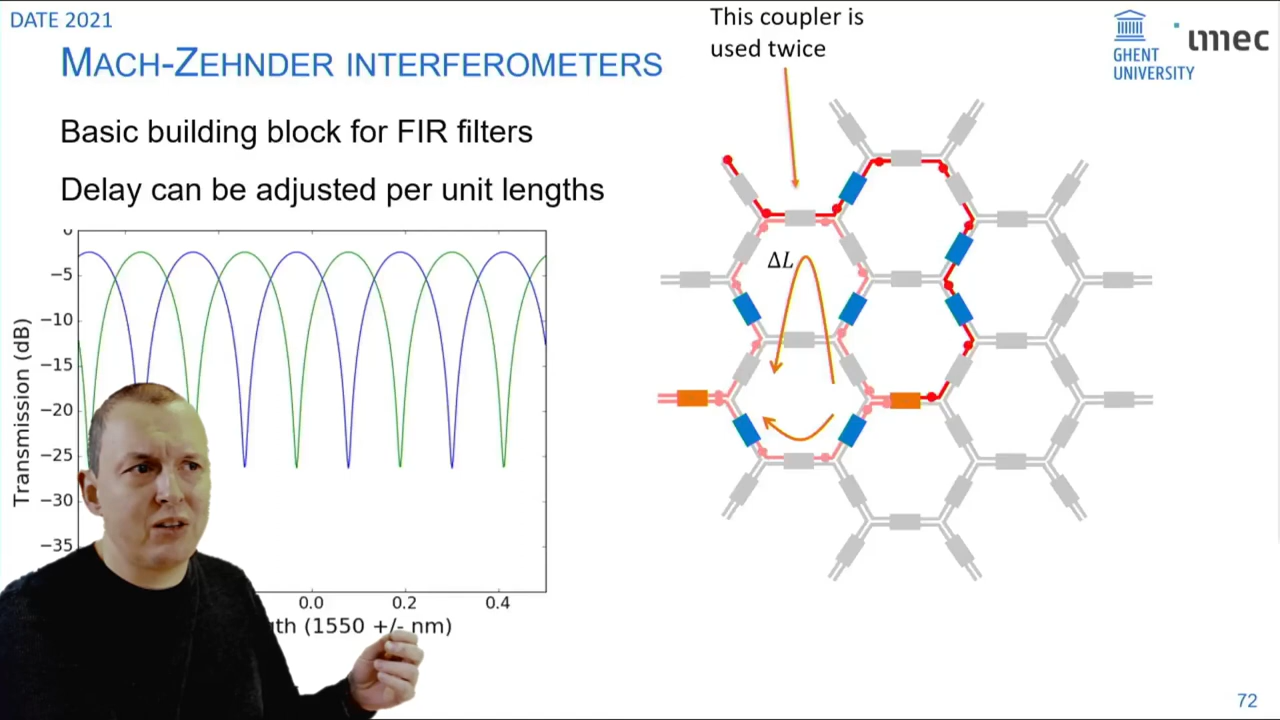 DATE 2021
MACH-ZEHNDER INTERFEROMETERS
This coupler is
used twice
GHENT
UNIVERSITY
imec
Basic building block for FIR filters
Delay can be adjusted per unit lengths
ΔL
0
−5
−10
−15
−20
−25
−30
−35
Transmission (dB)
0.0 0.2 0.4
(1550 +/- nm)
72